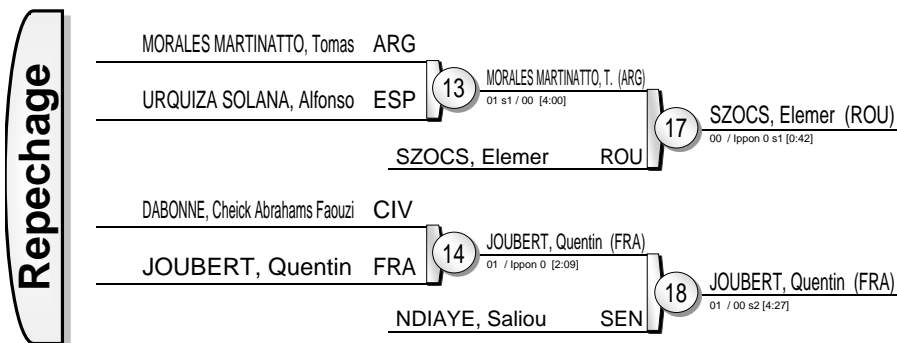 Repechage
MORALES MARTINATTO, Tomas ARG
URQUIZA SOLANA, Alfonso ESP
13
MORALES MARTINATTO, T. (ARG)
01 s1 / 00 [4:00]
SZOCS, Elemer ROU
17
SZOCS, Elemer (ROU)
00 / Ippon 0 s1 [0:42]
DABONNE, Cheick Abrahams Faouzi CIV
JOUBERT, Quentin FRA
14
JOUBERT, Quentin (FRA)
01 / Ippon 0 [2:09]
NDIAYE, Saliou SEN
18
JOUBERT, Quentin (FRA)
01 / 00 s2 [4:27]